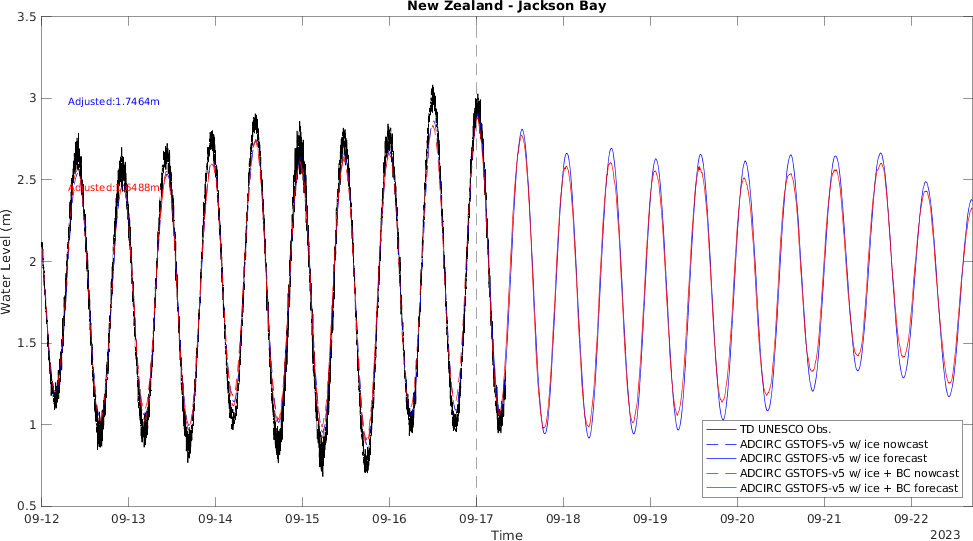 New Zealand - Jackson Bay
3.5
3
2.5
2
1.5
1
0.5
Water Level (m)
Adjusted:1.7464m
09-12
09-13
09-14
09-15
09-16
09-17
09-18
09-19
09-20
09-21
09-22
Time
2023
TD UNESCO Obs.
ADCIRC GSTOFS-v5 w/ ice nowcast
ADCIRC GSTOFS-v5 w/ ice forecast
ADCIRC GSTOFS-v5 w/ ice + BC nowcast
ADCIRC GSTOFS-v5 w/ ice + BC forecast